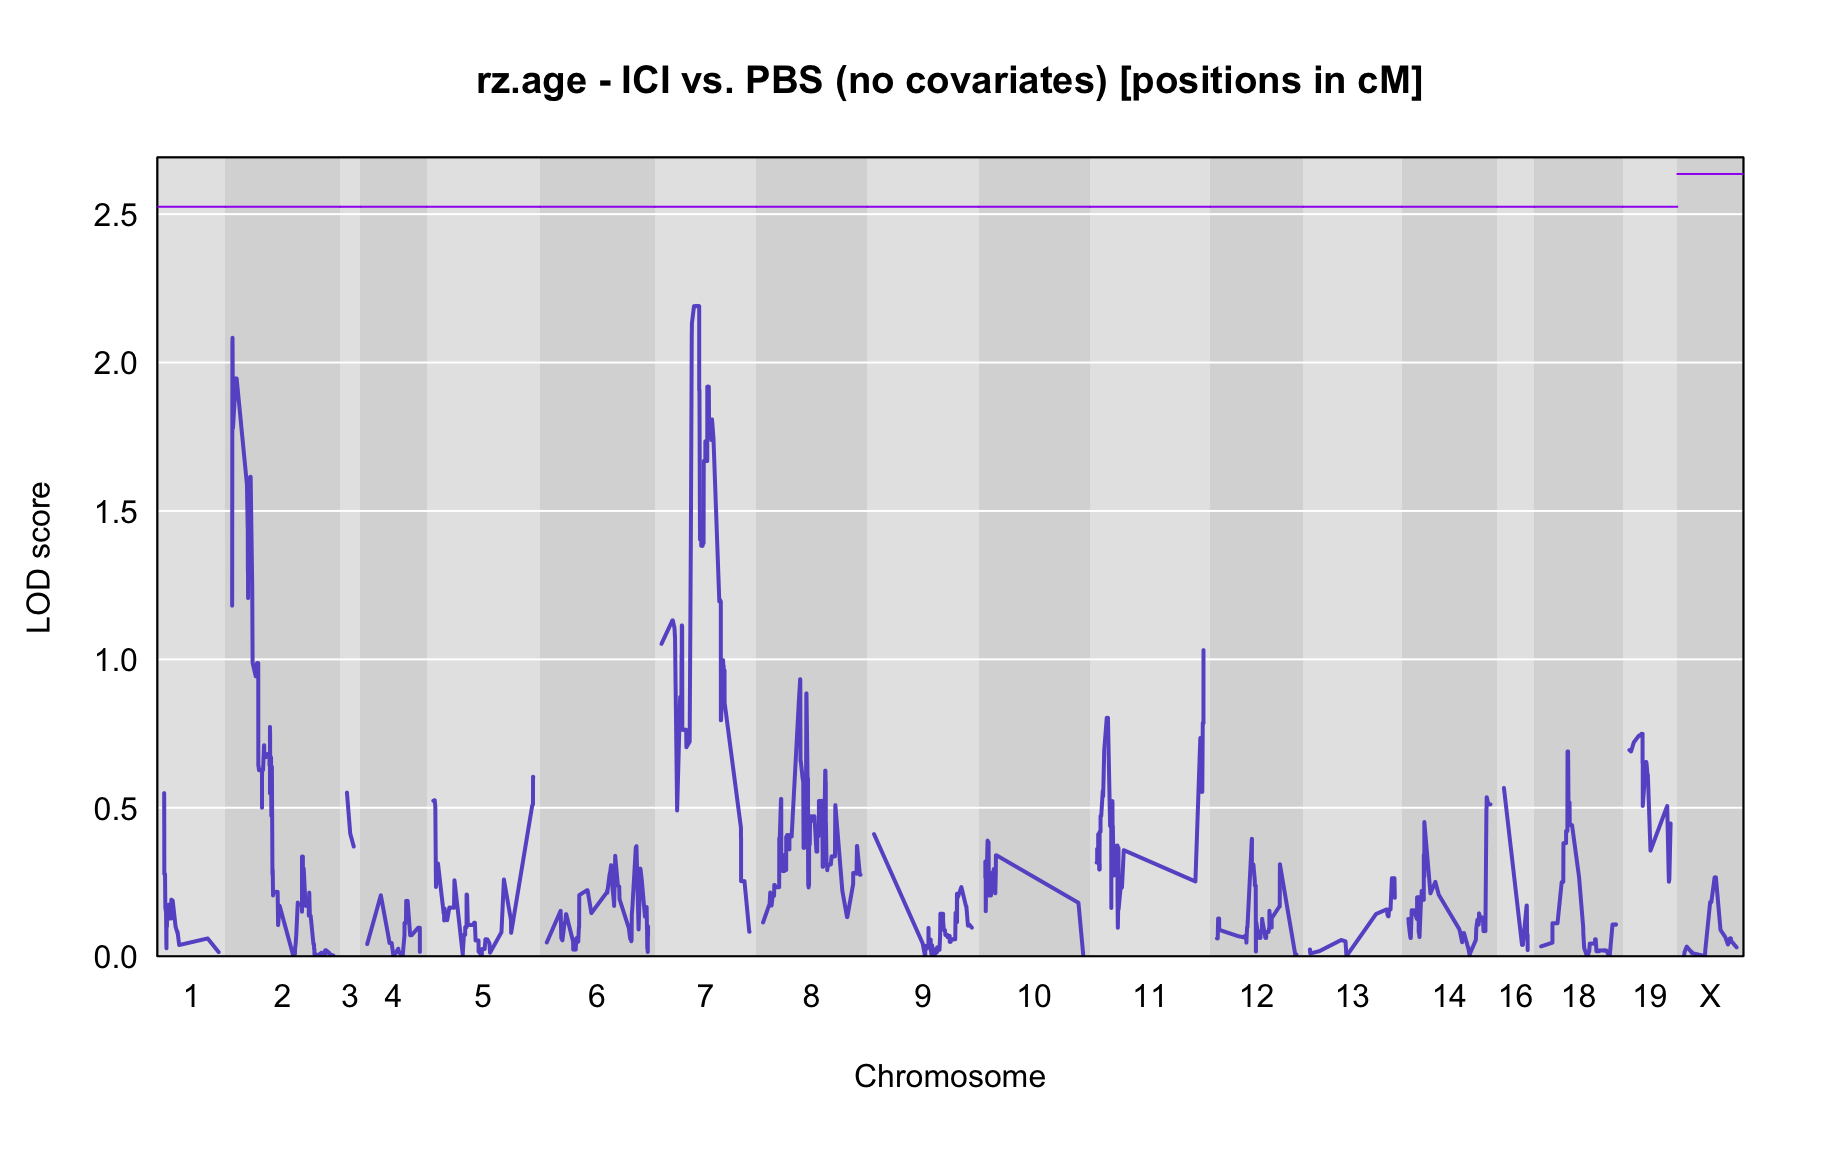 rz.age - ICI vs. PBS (no covariates) [positions in cM]
2.5
2.0
1.5
1.0
0.5
0.0
LOD score
1 2 3 4 5 6 7 8 9 10 11 12 13 14 16 18 19 X
Chromosome